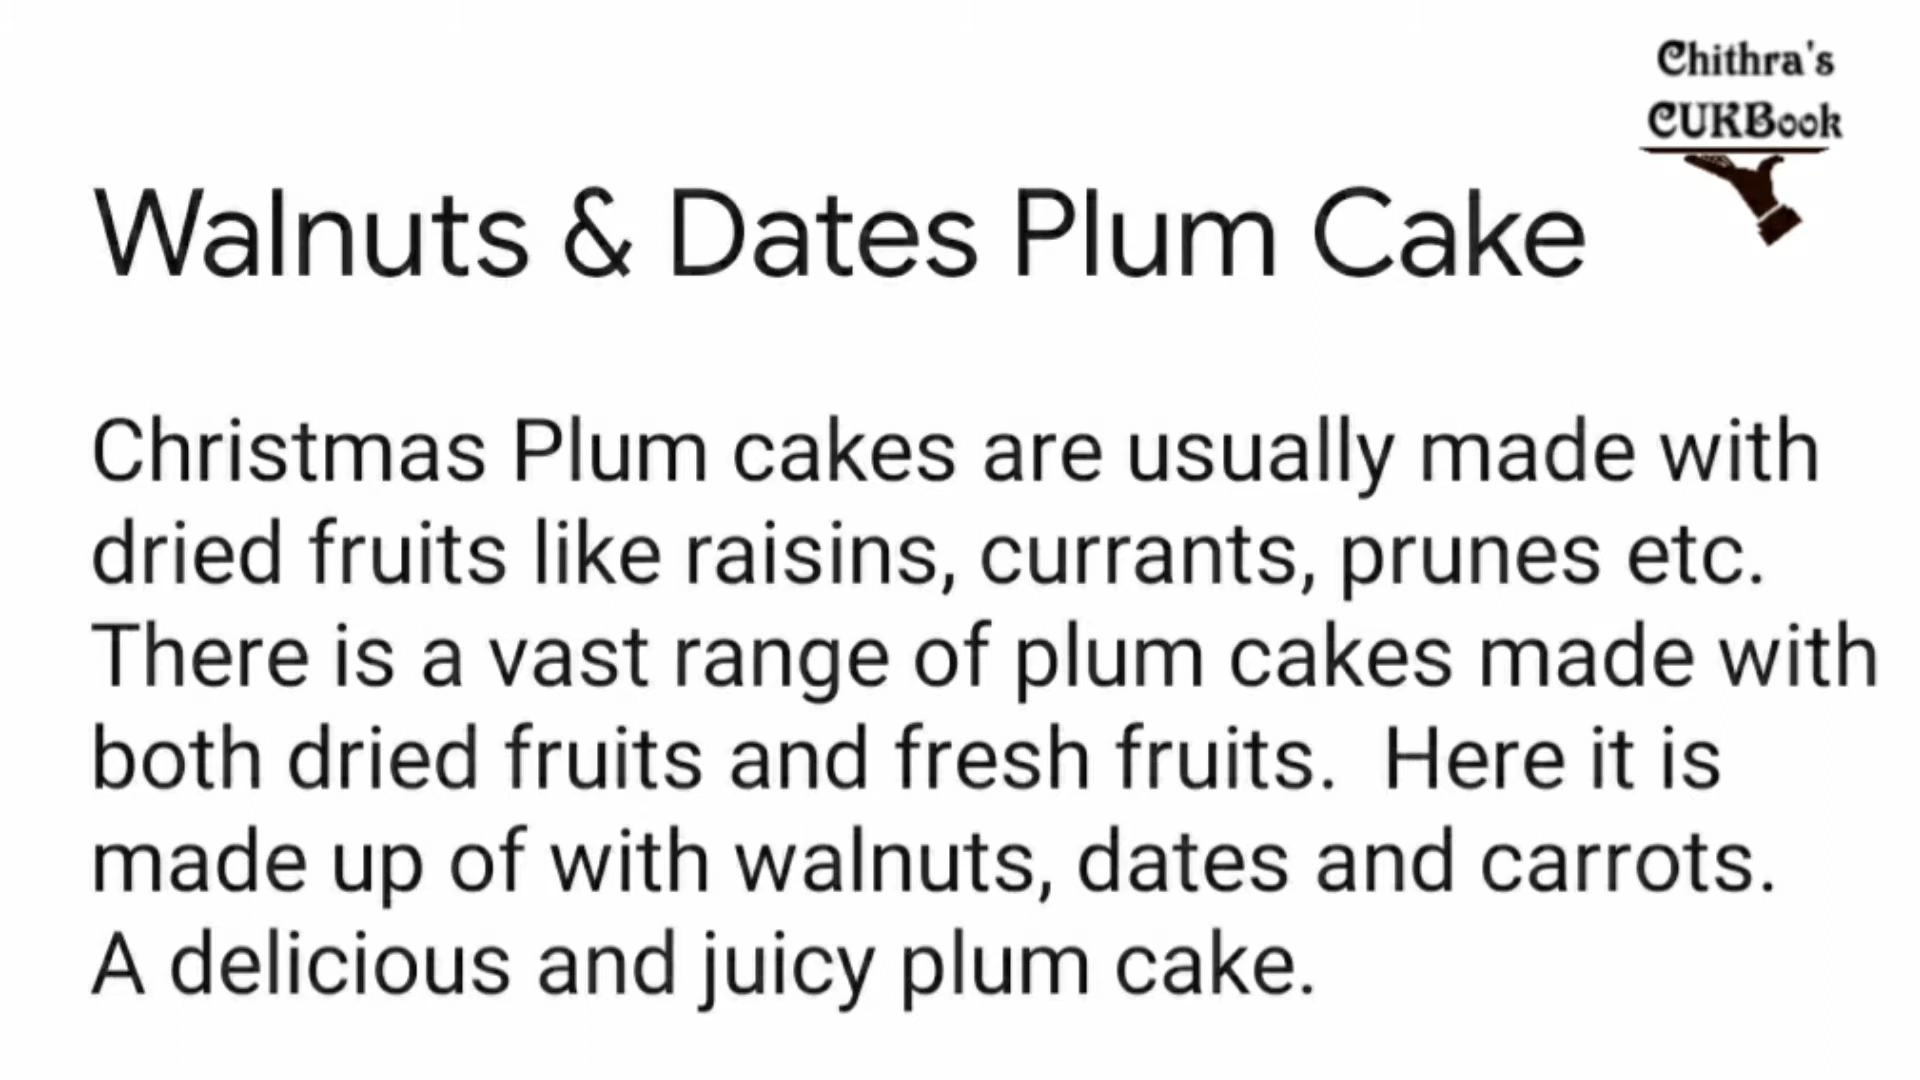 Chithra's
CUKBook
Walnuts & Dates Plum Cake
Christmas Plum cakes are usually made with
dried fruits like raisins, currants, prunes etc.
There is a vast range of plum cakes made with
both dried fruits and fresh fruits.  Here it is
made up of with walnuts, dates and carrots.
A delicious and juicy plum cake.